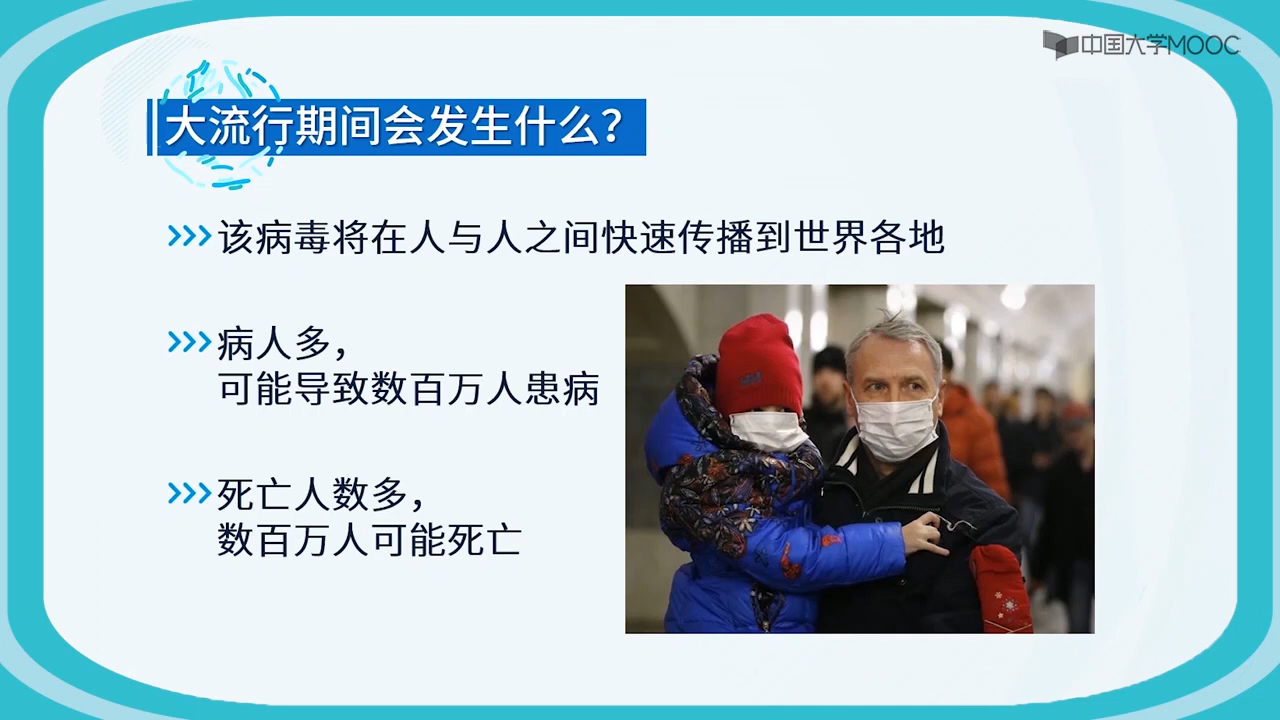 中国大学MOOC
大流行期间会发生什么？
该病毒将在人与人之间快速传播到世界各地
病人多，
可能导致数百万人患病
死亡人数多，
数百万人可能死亡